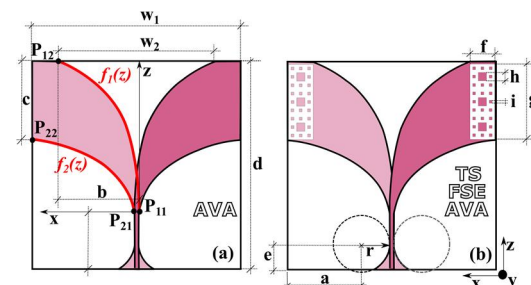 w1
w2
P12
f1(z)
z
c
P22
f2(z)
d
b
x
P21
P11
AVA
(a)
f
h
i
g
TS
FSE
AVA
e
r
a
(b)
z
x
y